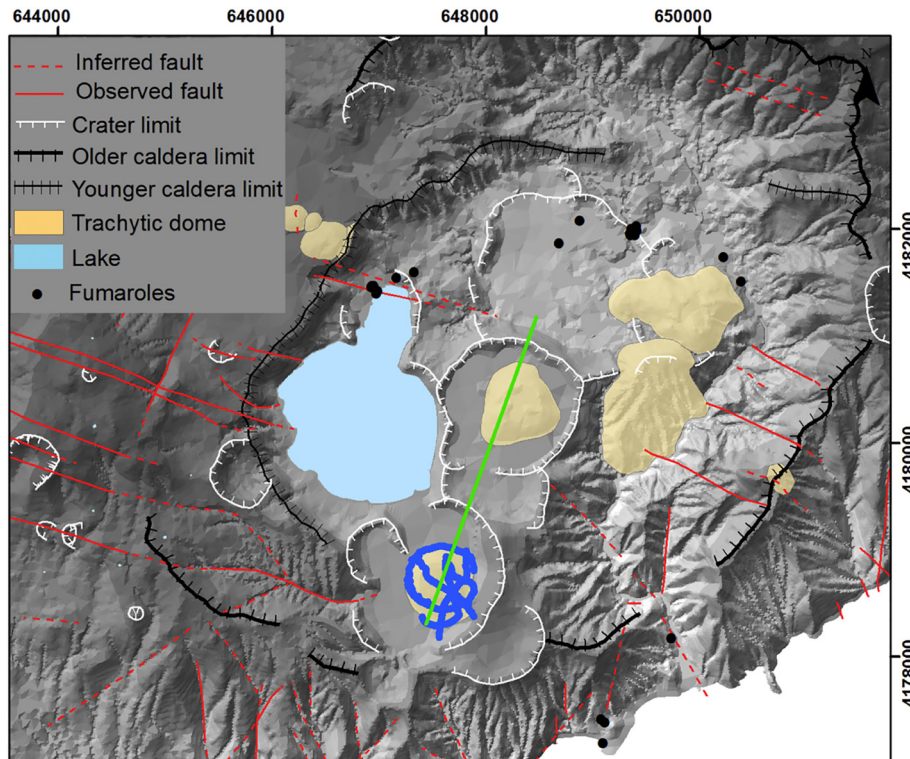 644000 646000 648000 650000
N
Inferred fault
Observed fault
Crater limit
Older caldera limit
Younger caldera limit
Trachytic dome
Lake
Fumaroles
4182000
4180000
4178000